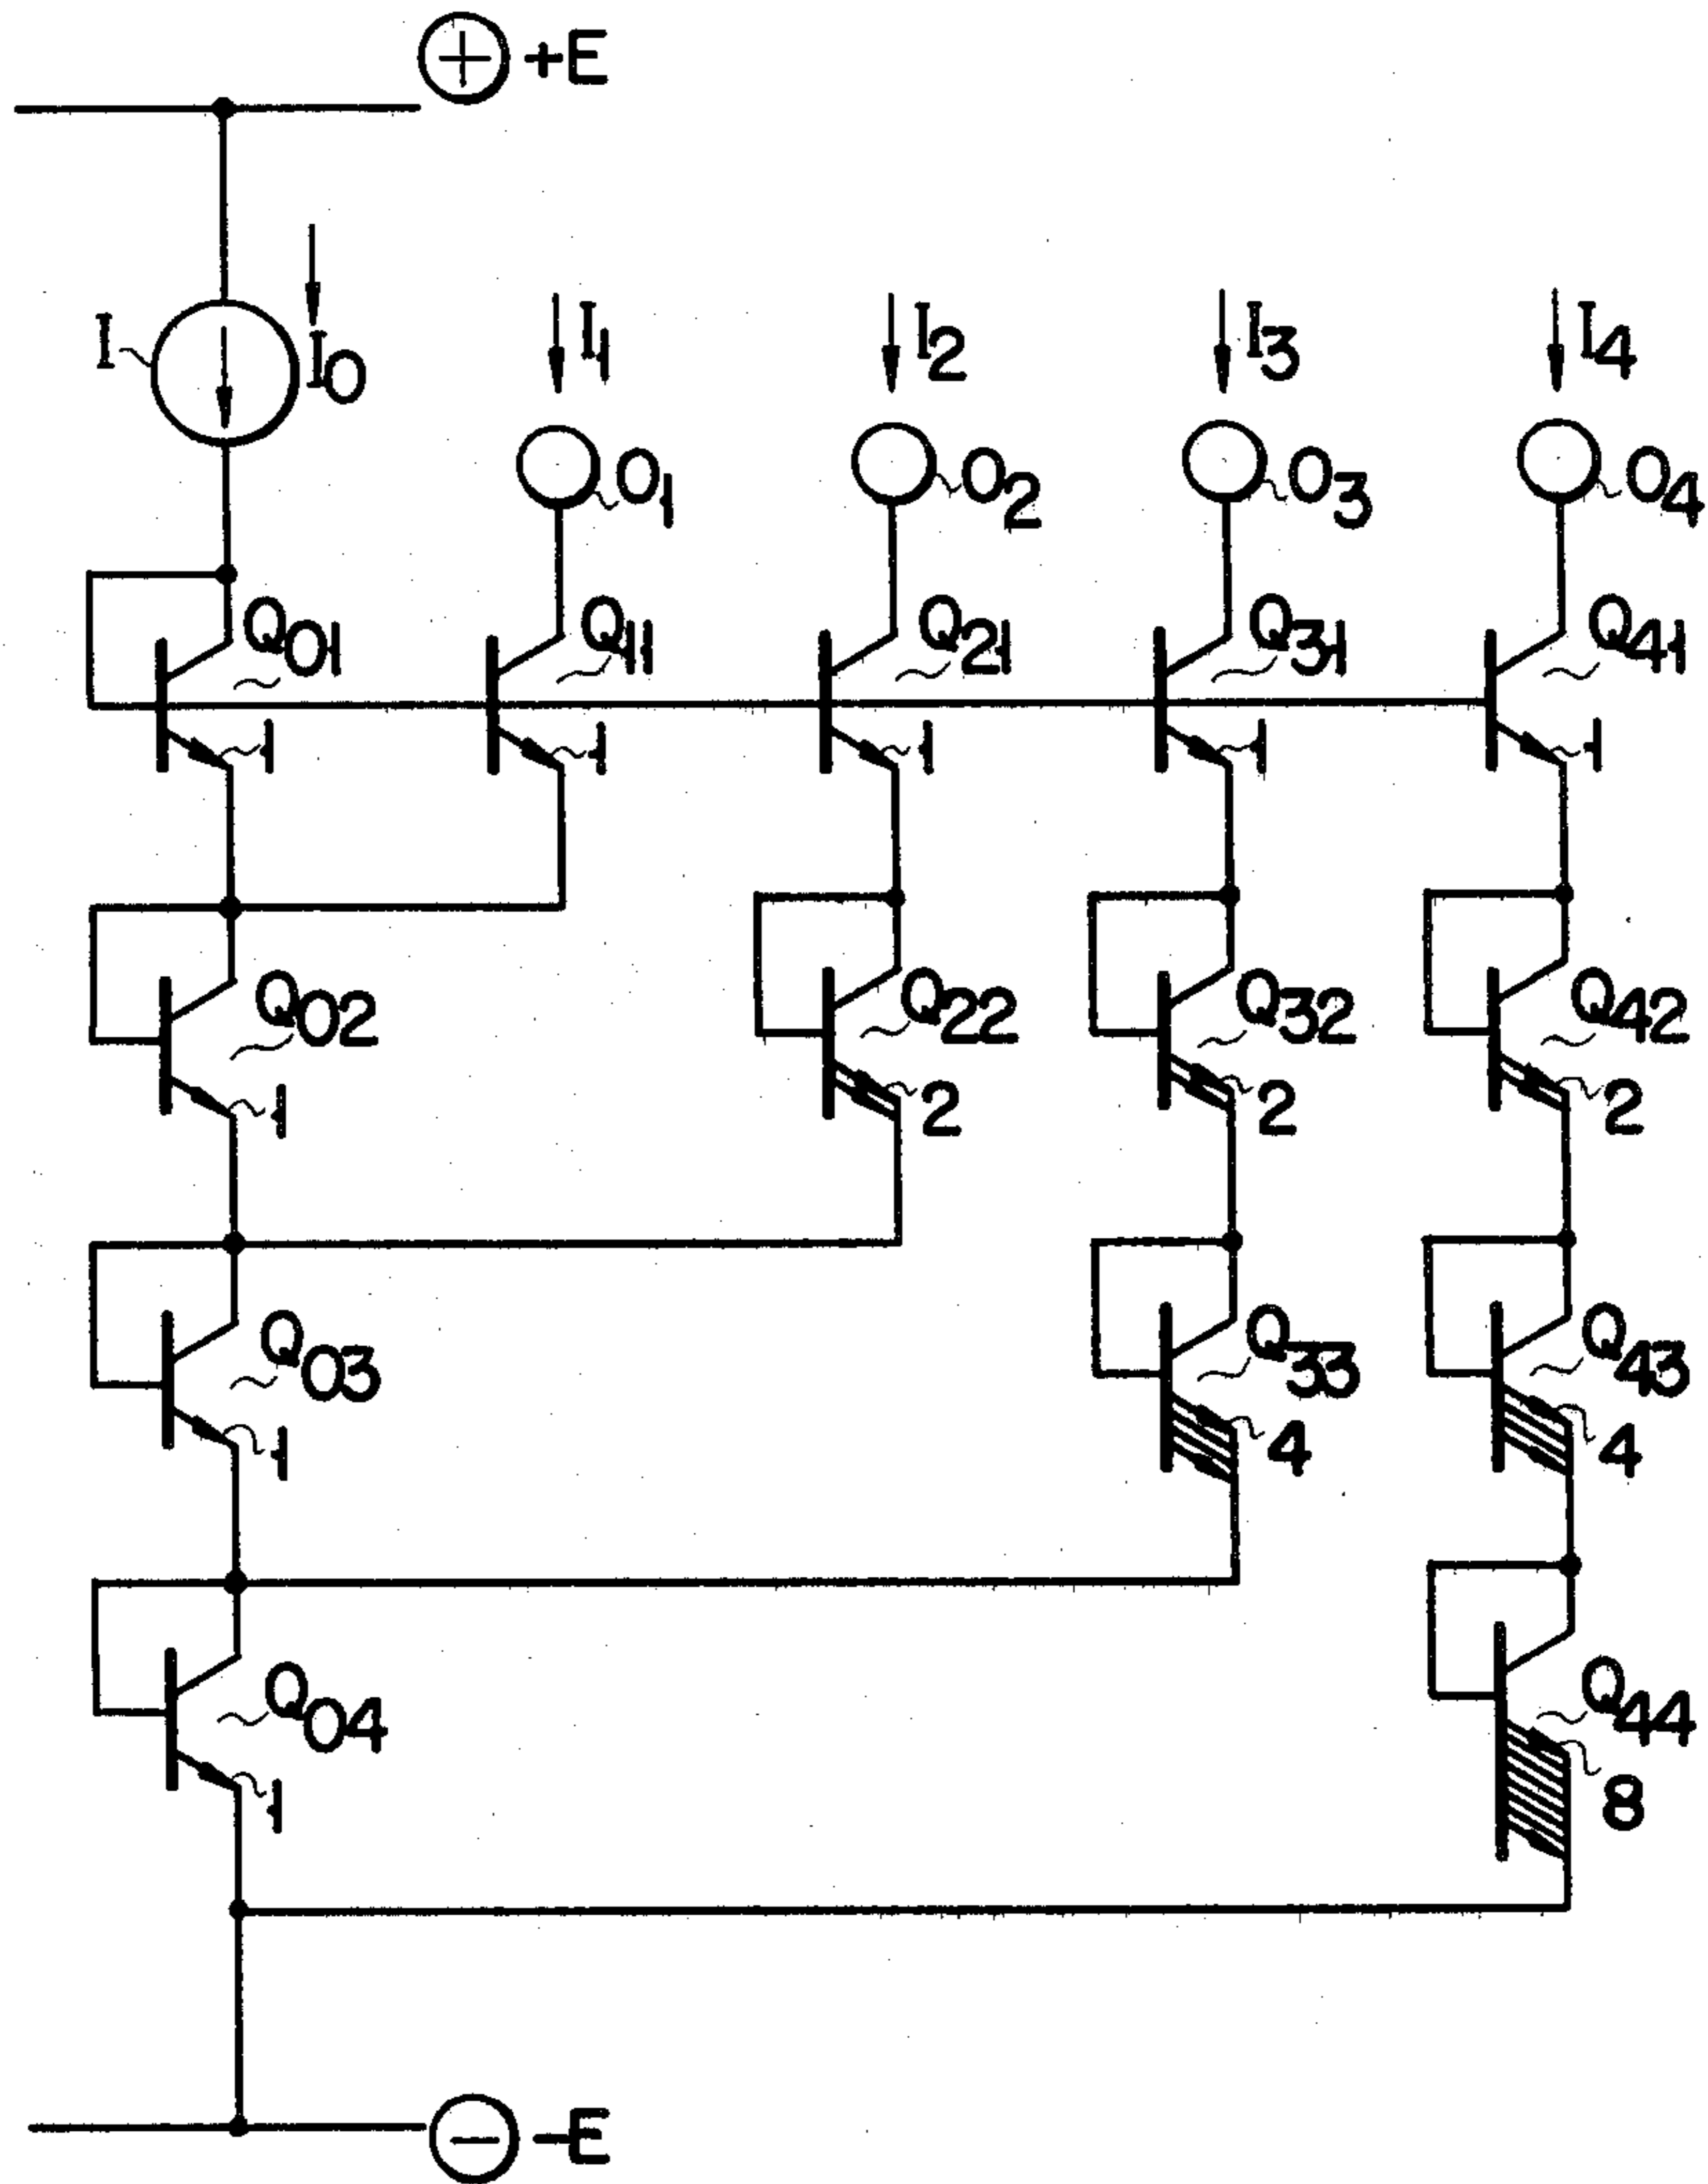 + +E
I I0 I1 I2 I3 I4
O1 O2 O3 O4
Q01 Q11 Q21 Q31 Q41
1 1 1 1 1
Q02 Q22 Q32 Q42
1 2 2 2
Q03 Q33 Q43
1 4 4
Q04 Q44
1 8
− −E